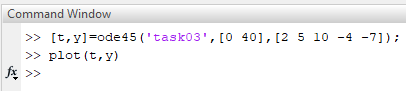 Command Window
>> [t,y]=ode45('task03',[0 40],[2 5 10 -4 -7]);
>> plot(t,y)
fx >>